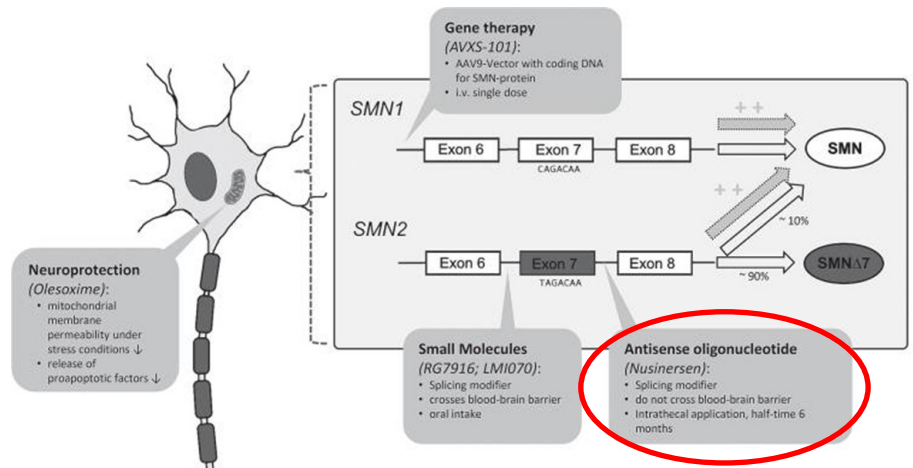 Gene therapy
(AVXS-101):
• AAV9-Vector with coding DNA
for SMN-protein
• i.v. single dose
SMN1
Exon 6
Exon 7
Exon 8
CAGACAA
+ +
SMN
+ +
~ 10%
SMN2
Exon 6
Exon 7
Exon 8
TAGACAA
~ 90%
SMNΔ7
Neuroprotection
(Olesoxime):
• mitochondrial
membrane
permeability under
stress conditions ↓
• release of
proapoptotic factors ↓
Small Molecules
(RG7916; LMI070):
• Splicing modifier
• crosses blood-brain barrier
• oral intake
Antisense oligonucleotide
(Nusinersen):
• Splicing modifier
• do not cross blood-brain barrier
• Intrathecal application, half-time 6
months